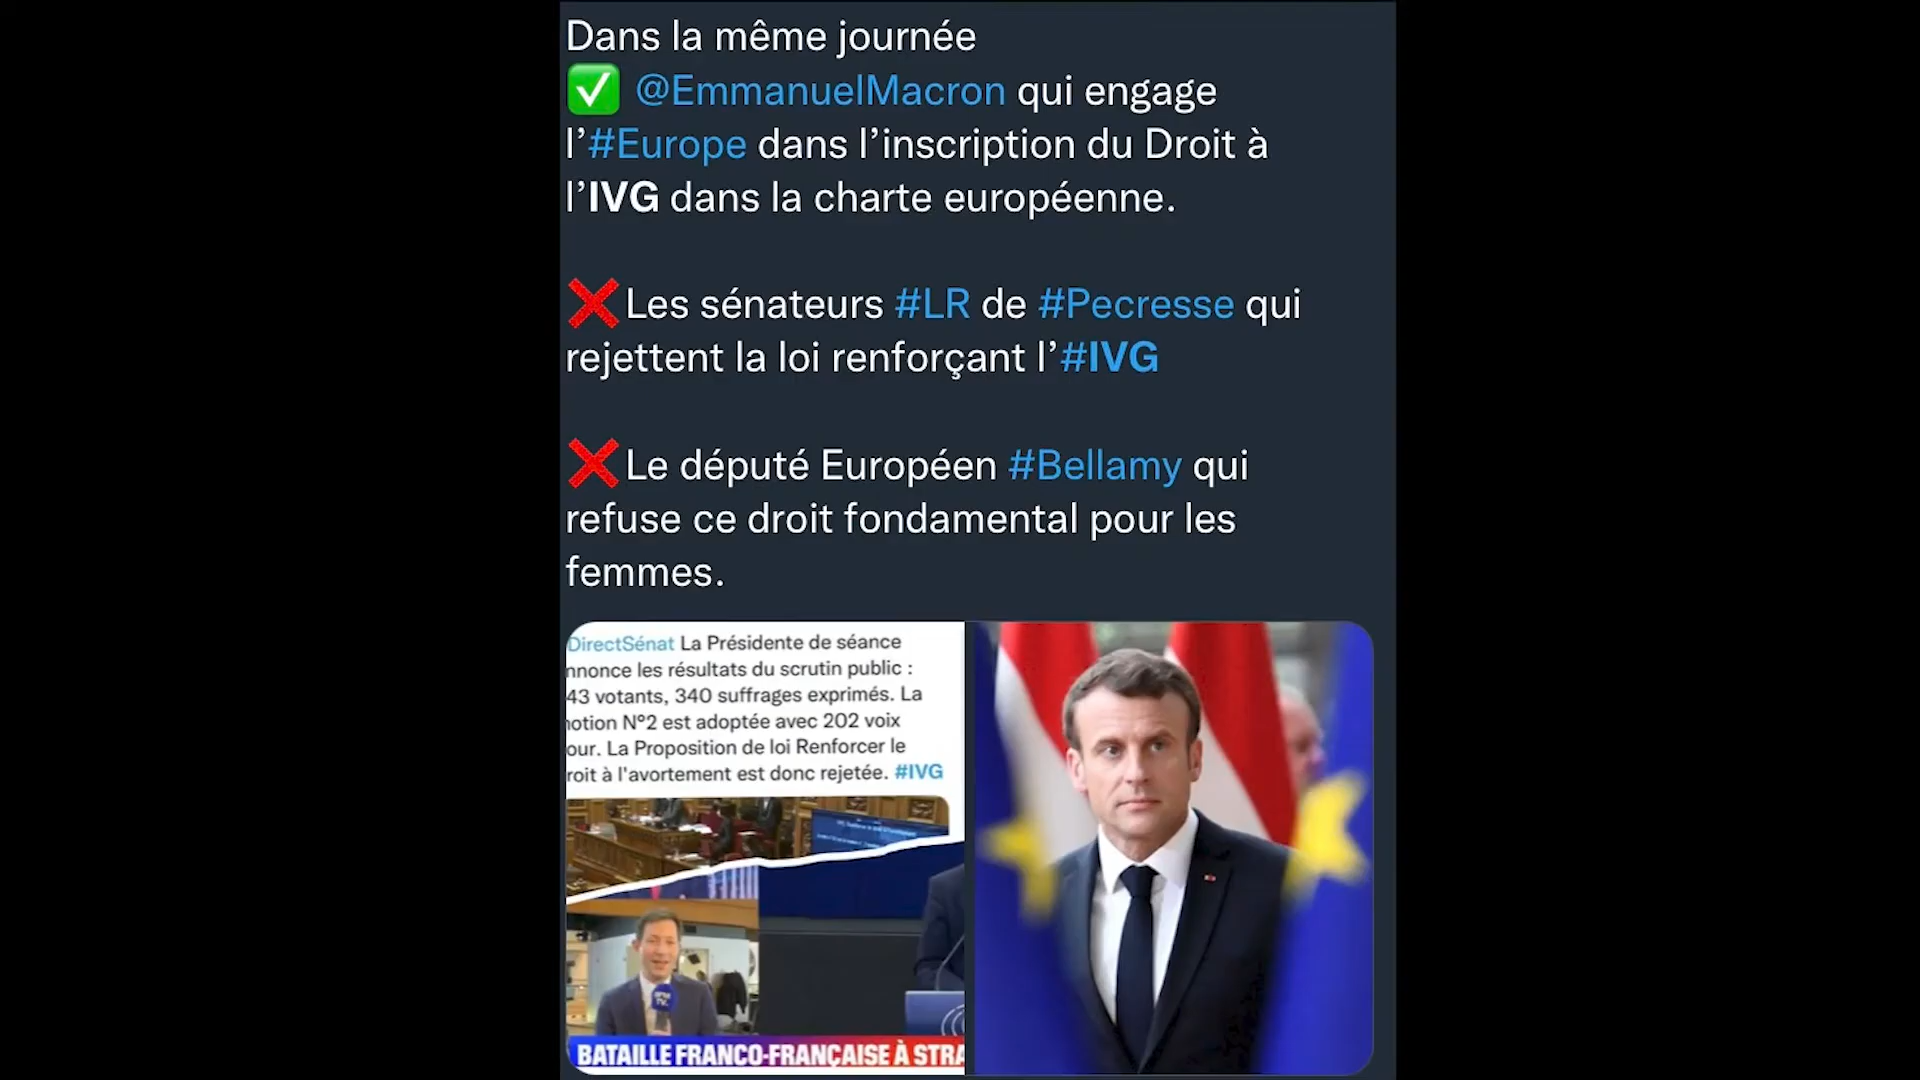 Dans la même journée
✅ @EmmanuelMacron qui engage
l’#Europe dans l’inscription du Droit à
l’IVG dans la charte européenne.
❌Les sénateurs #LR de #Pecresse qui
rejettent la loi renforçant l’#IVG
❌Le député Européen #Bellamy qui
refuse ce droit fondamental pour les
femmes.
DirectSénat La Présidente de séance
nnonce les résultats du scrutin public :
43 votants, 340 suffrages exprimés. La
otion N°2 est adoptée avec 202 voix
our. La Proposition de loi Renforcer le
roit à l'avortement est donc rejetée. #IVG
BATAILLE FRANCO-FRANÇAISE À STRA